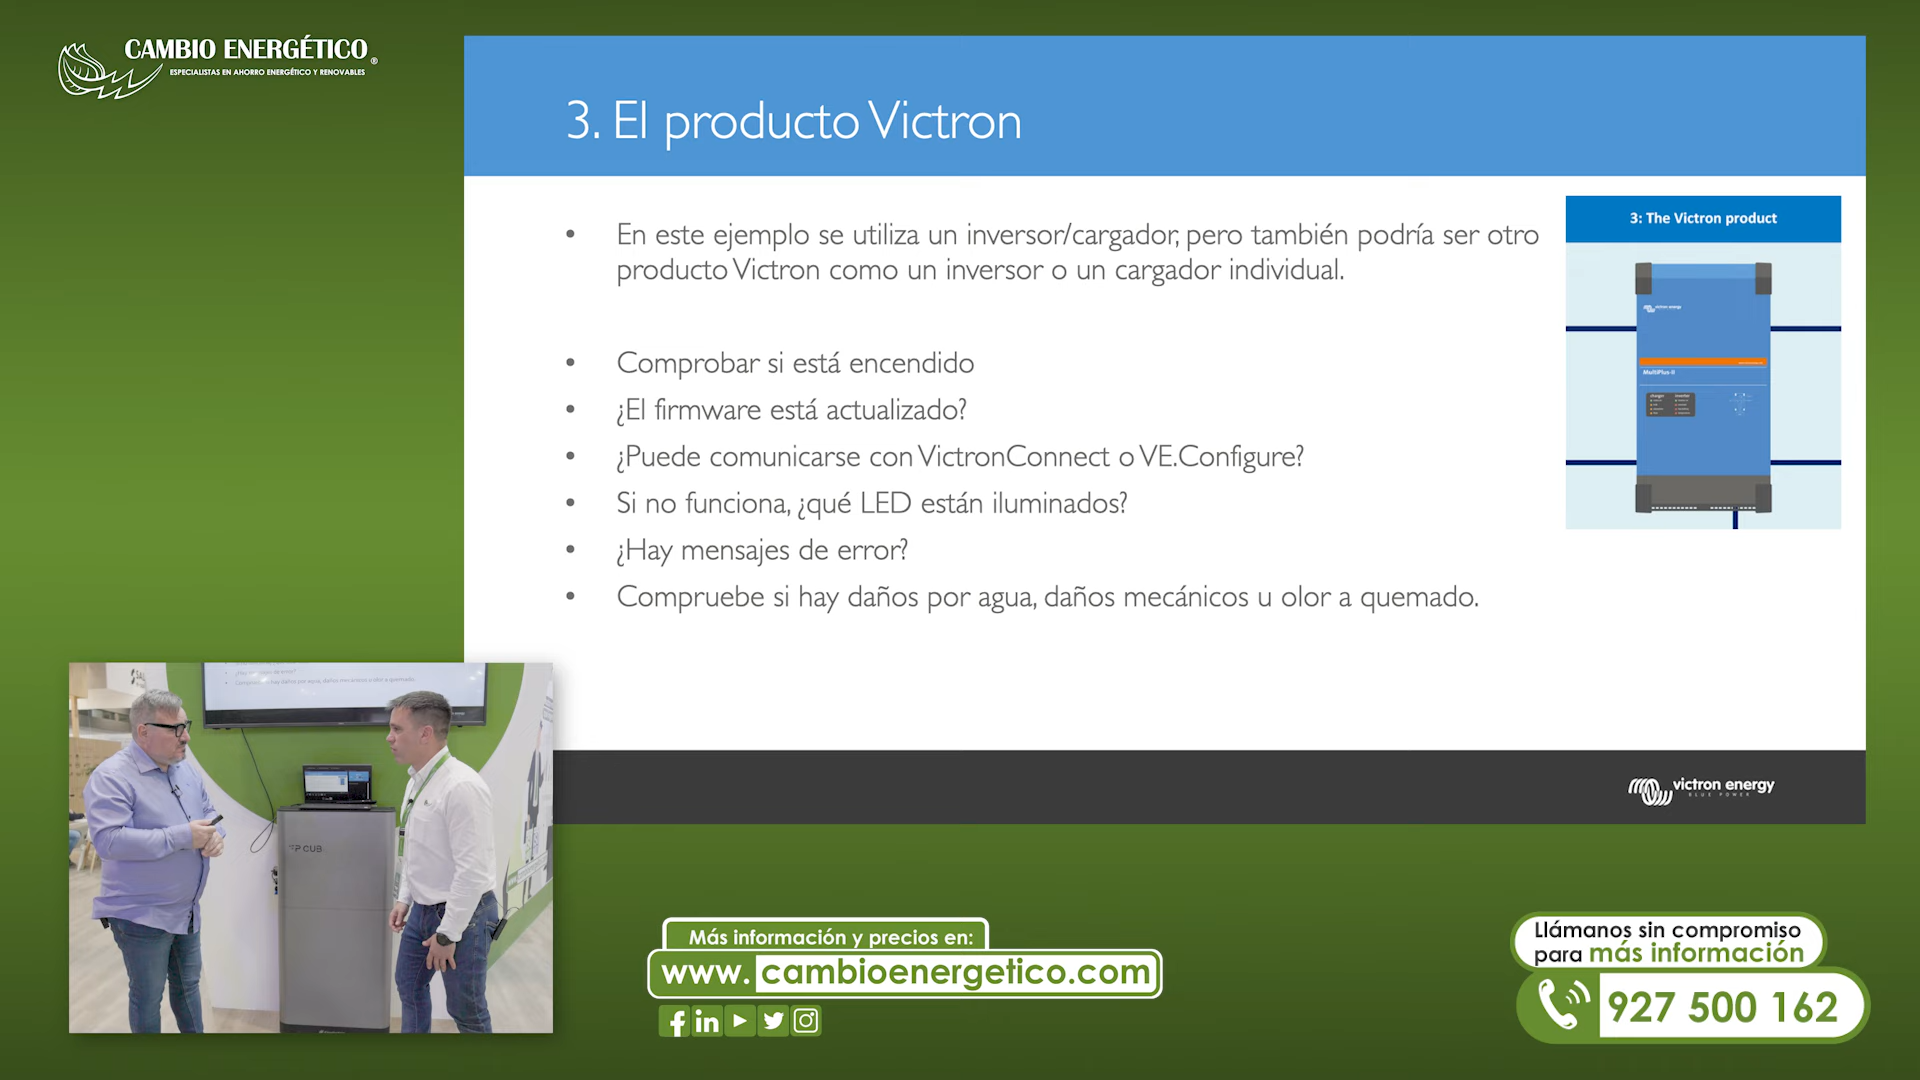 CAMBIO ENERGÉTICO ®
ESPECIALISTAS EN AHORRO ENERGÉTICO Y RENOVABLES
3. El producto Victron
• En este ejemplo se utiliza un inversor/cargador, pero también podría ser otro
producto Victron como un inversor o un cargador individual.
• Comprobar si está encendido
• ¿El firmware está actualizado?
• ¿Puede comunicarse con VictronConnect o VE.Configure?
• Si no funciona, ¿qué LED están iluminados?
• ¿Hay mensajes de error?
• Compruebe si hay daños por agua, daños mecánicos u olor a quemado.
3: The Victron product
victron energy
MultiPlus-II
charger inverter
victron energy
BLUE POWER
Más información y precios en:
www. cambioenergetico.com
Llámanos sin compromiso
para más información
927 500 162